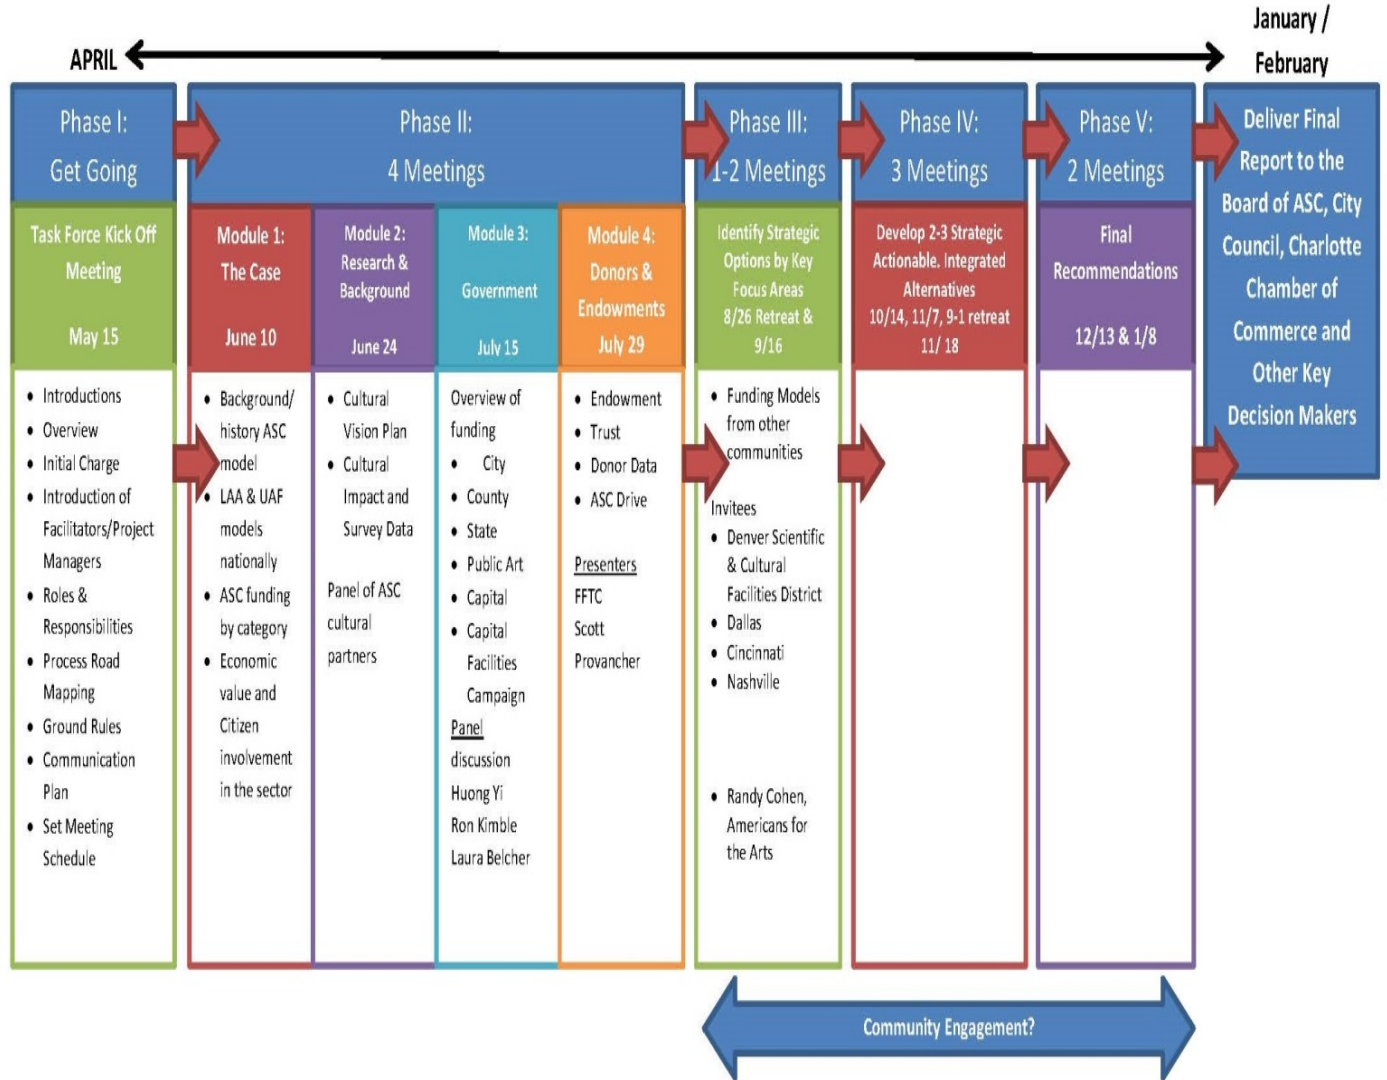 January /
February
APRIL
Phase I:
Get Going
Phase II:
4 Meetings
Phase III:
1-2 Meetings
Phase IV:
3 Meetings
Phase V:
2 Meetings
Deliver Final
Report to the
Board of ASC, City
Council, Charlotte
Chamber of
Commerce and
Other Key
Decision Makers
Task Force Kick Off
Meeting
May 15
Module 1:
The Case
June 10
Module 2:
Research &
Background
June 24
Module 3:
Government
July 15
Module 4:
Donors &
Endowments
July 29
Identify Strategic
Options by Key
Focus Areas
8/26 Retreat &
9/16
Develop 2-3 Strategic
Actionable. Integrated
Alternatives
10/14, 11/7, 9-1 retreat
11/ 18
Final
Recommendations
12/13 & 1/8
• Introductions
• Overview
• Initial Charge
• Introduction of
Facilitators/Project
Managers
• Roles &
Responsibilities
• Process Road
Mapping
• Ground Rules
• Communication
Plan
• Set Meeting
Schedule
• Background/
history ASC
model
• LAA & UAF
models
nationally
• ASC funding
by category
• Economic
value and
Citizen
involvement
in the sector
• Cultural
Vision Plan
• Cultural
Impact and
Survey Data
Panel of ASC
cultural
partners
Overview of
funding
• City
• County
• State
• Public Art
• Capital
• Capital
Facilities
Campaign
Panel
discussion
Huong Yi
Ron Kimble
Laura Belcher
• Endowment
• Trust
• Donor Data
• ASC Drive
Presenters
FFTC
Scott
Provancher
• Funding Models
from other
communities
Invitees
• Denver Scientific
& Cultural
Facilities District
• Dallas
• Cincinnati
• Nashville
• Randy Cohen,
Americans for
the Arts
Community Engagement?